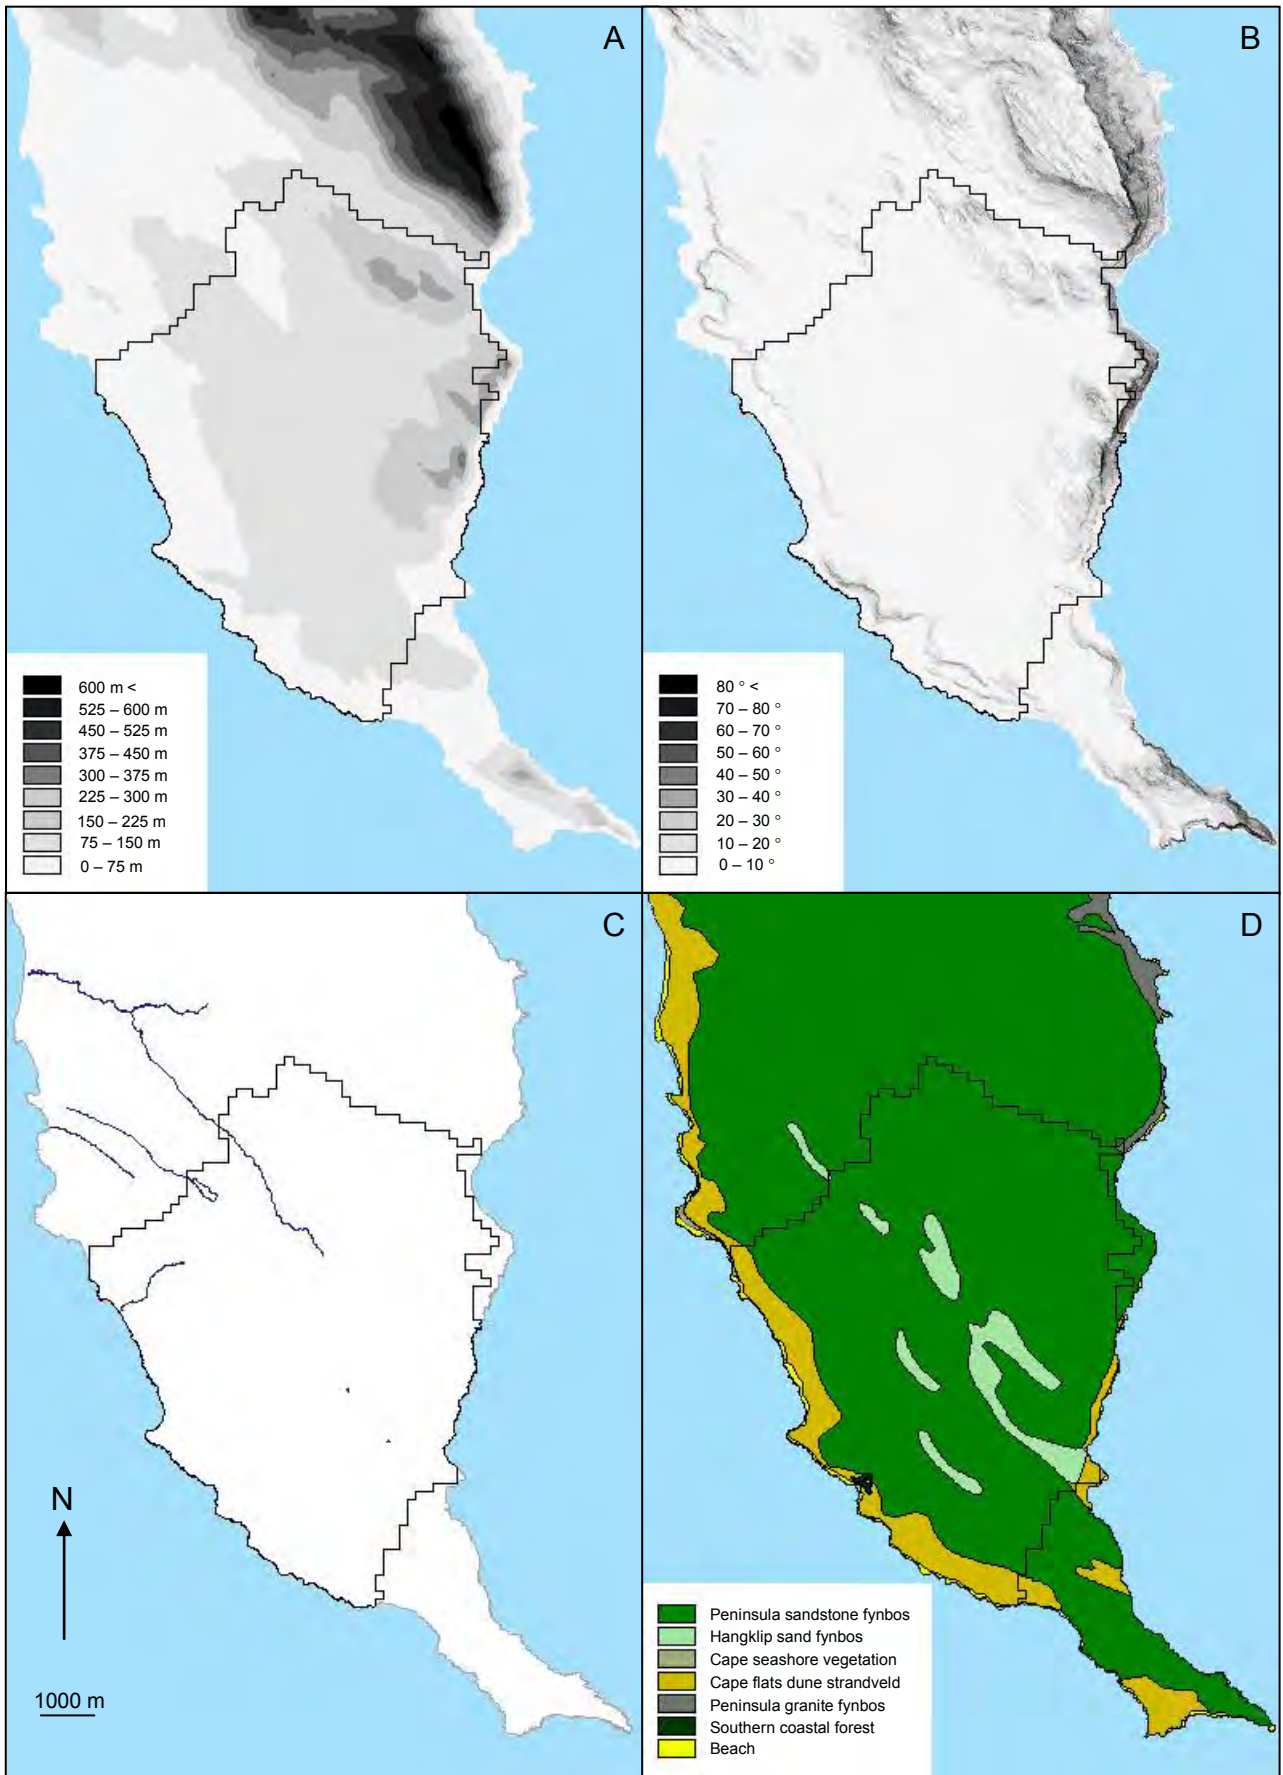 A
600 m <
525 – 600 m
450 – 525 m
375 – 450 m
300 – 375 m
225 – 300 m
150 – 225 m
75 – 150 m
0 – 75 m
B
80 ° <
70 – 80 °
60 – 70 °
50 – 60 °
40 – 50 °
30 – 40 °
20 – 30 °
10 – 20 °
0 – 10 °
C
N
1000 m
D
Peninsula sandstone fynbos
Hangklip sand fynbos
Cape seashore vegetation
Cape flats dune strandveld
Peninsula granite fynbos
Southern coastal forest
Beach